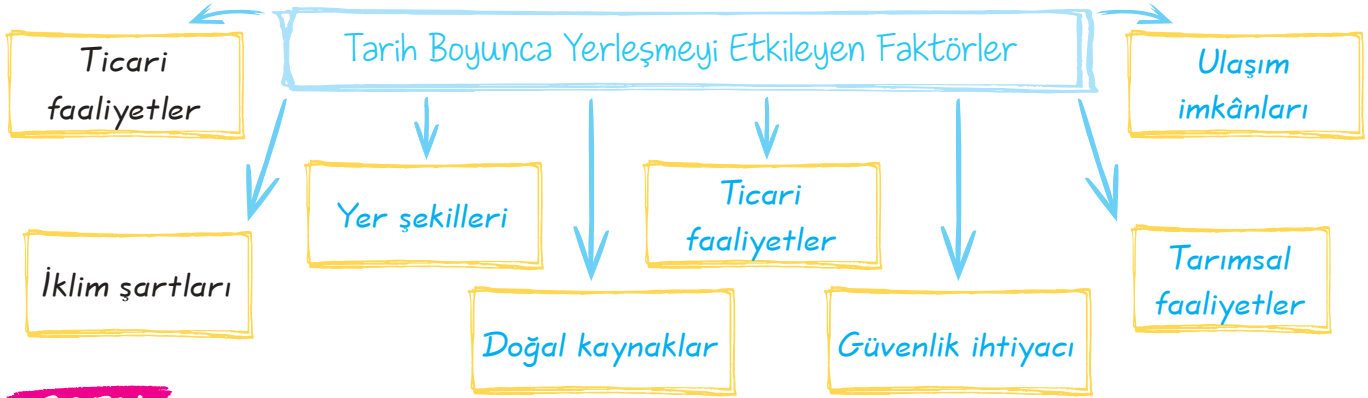 Tarih Boyunca Yerleşmeyi Etkileyen Faktörler
Ticari
faaliyetler
Ulaşım
imkânları
Yer şekilleri
Ticari
faaliyetler
İklim şartları
Tarımsal
faaliyetler
Doğal kaynaklar
Güvenlik ihtiyacı